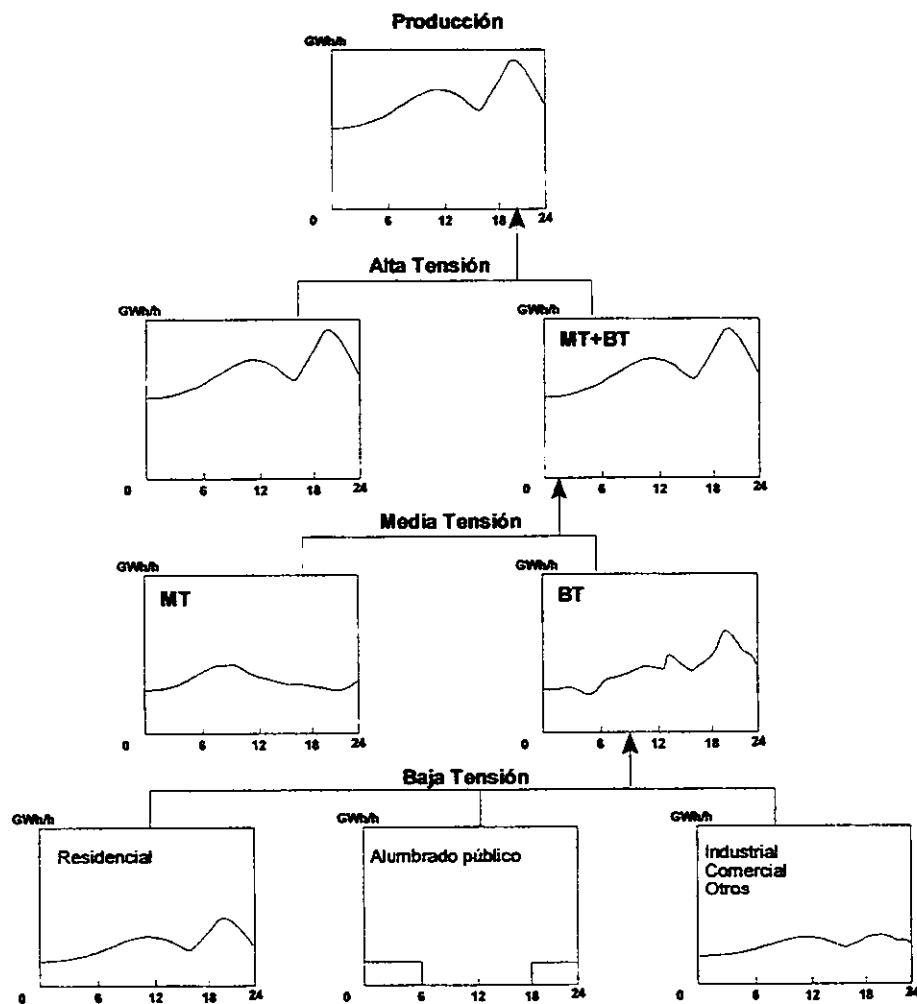 Producción
GWh/h
0 6 12 18 24
Alta Tensión
GWh/h GWh/h
MT+BT
0 6 12 18 24 0 6 12 18 24
Media Tensión
GWh/h GWh/h
MT BT
0 6 12 18 24 0 6 12 18 24
Baja Tensión
GWh/h GWh/h GWh/h
Residencial Alumbrado público Industrial
Comercial
Otros
0 6 12 18 24 0 6 12 18 24 0 6 12 18 24